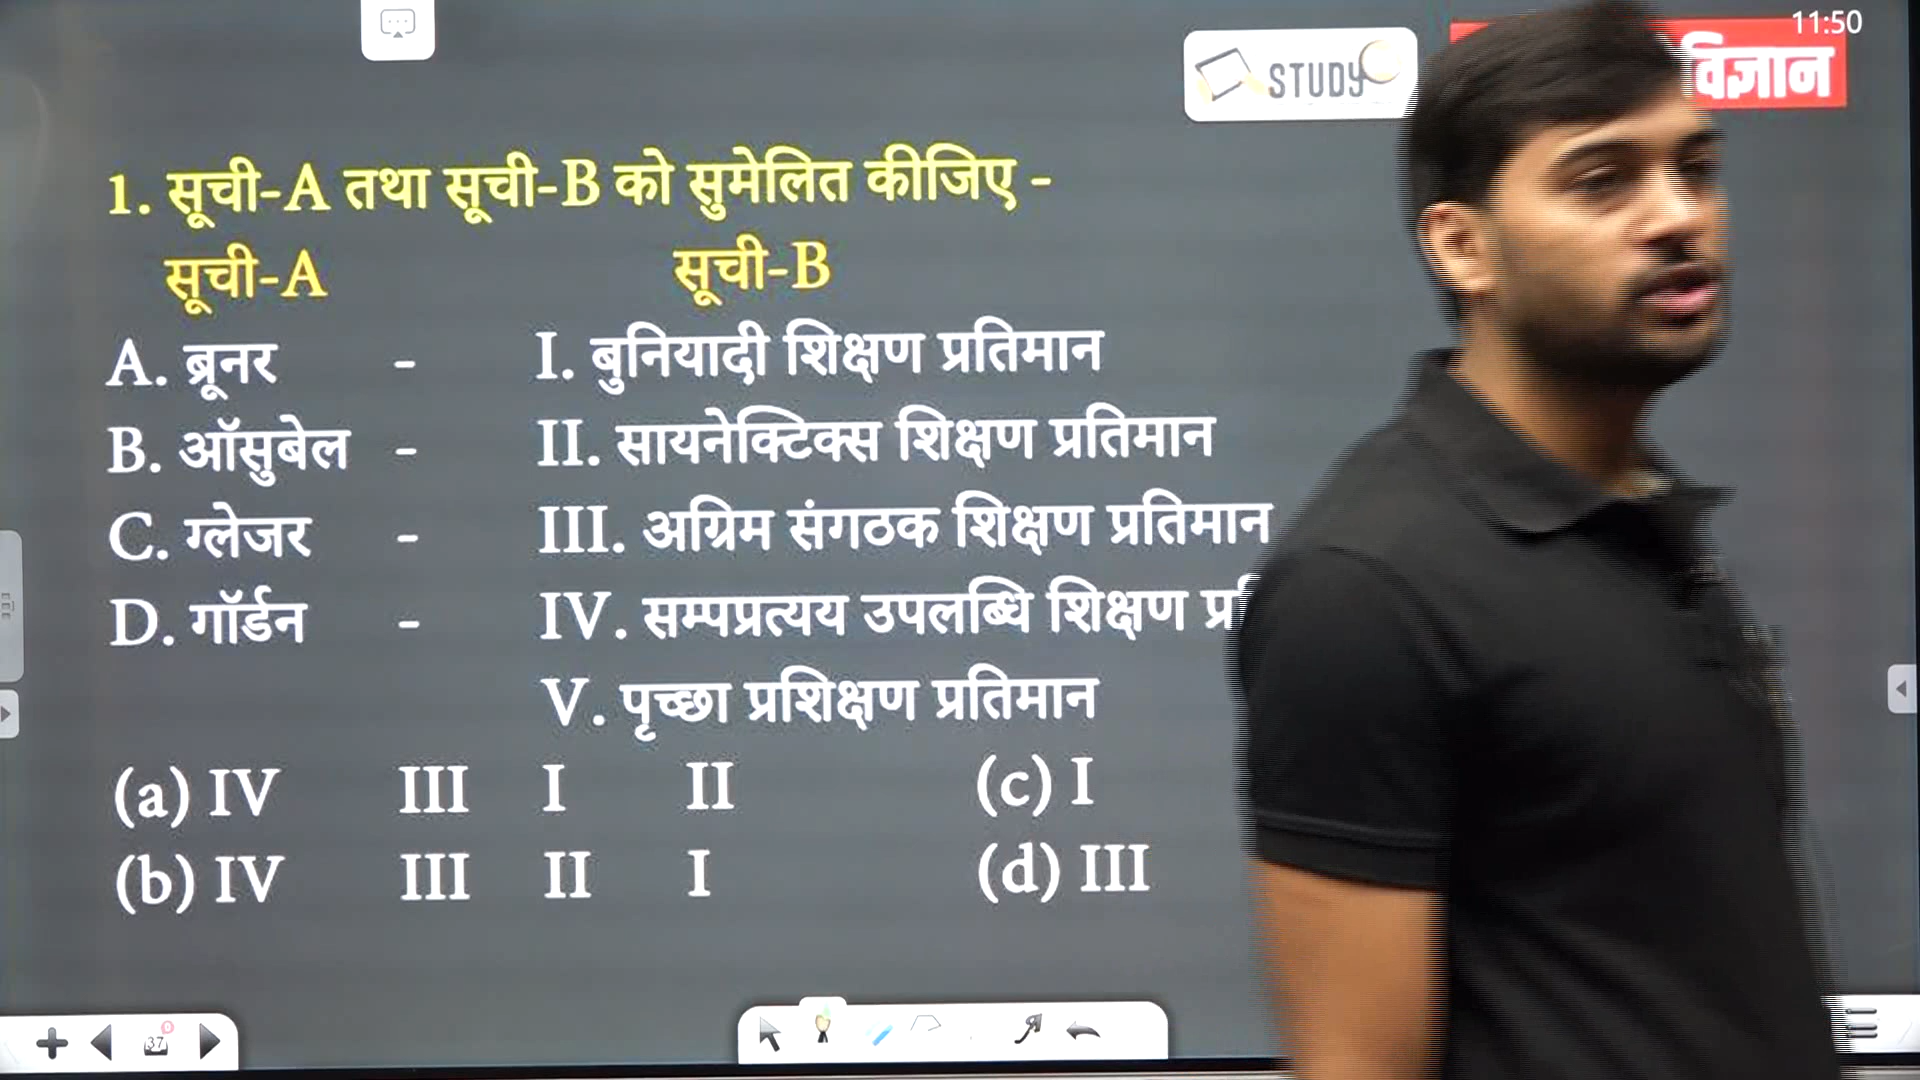 11:50
STUDY
विज्ञान
1. सूची-A तथा सूची-B को सुमेलित कीजिए -
सूची-A सूची-B
A. ब्रूनर - I. बुनियादी शिक्षण प्रतिमान
B. ऑसुबेल - II. सायनेक्टिक्स शिक्षण प्रतिमान
C. ग्लेजर - III. अग्रिम संगठक शिक्षण प्रतिमान
D. गॉर्डन - IV. सम्पप्रत्यय उपलब्धि शिक्षण
V. पृच्छा प्रशिक्षण प्रतिमान
(a) IV III I II (c) I
(b) IV III II I (d) III
37